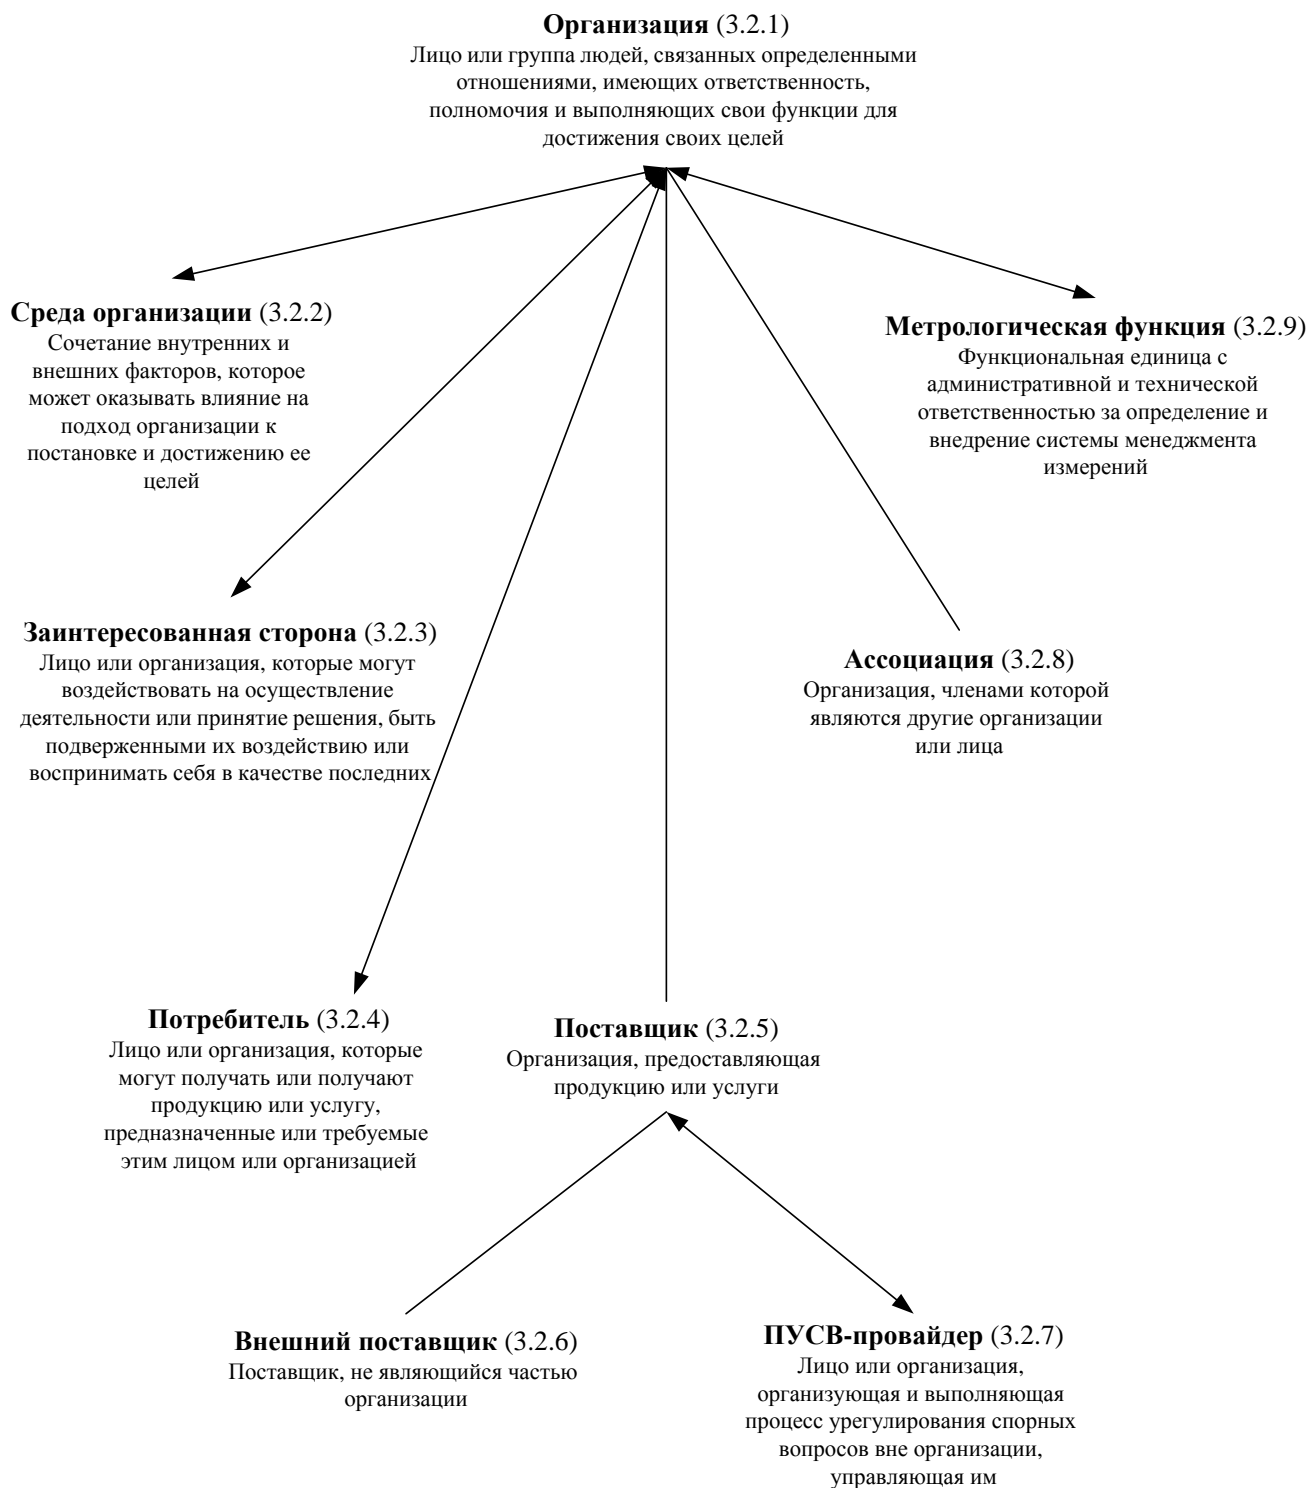 Организация (3.2.1)
Лицо или группа людей, связанных определенными
отношениями, имеющих ответственность,
полномочия и выполняющих свои функции для
достижения своих целей
Среда организации (3.2.2)
Сочетание внутренних и
внешних факторов, которое
может оказывать влияние на
подход организации к
постановке и достижению ее
целей
Метрологическая функция (3.2.9)
Функциональная единица с
административной и технической
ответственностью за определение и
внедрение системы менеджмента
измерений
Заинтересованная сторона (3.2.3)
Лицо или организация, которые могут
воздействовать на осуществление
деятельности или принятие решения, быть
подверженными их воздействию или
воспринимать себя в качестве последних
Ассоциация (3.2.8)
Организация, членами которой
являются другие организации
или лица
Потребитель (3.2.4)
Лицо или организация, которые
могут получать или получают
продукцию или услугу,
предназначенные или требуемые
этим лицом или организацией
Поставщик (3.2.5)
Организация, предоставляющая
продукцию или услуги
Внешний поставщик (3.2.6)
Поставщик, не являющийся частью
организации
ПУСВ-провайдер (3.2.7)
Лицо или организация,
организующая и выполняющая
процесс урегулирования спорных
вопросов вне организации,
управляющая им